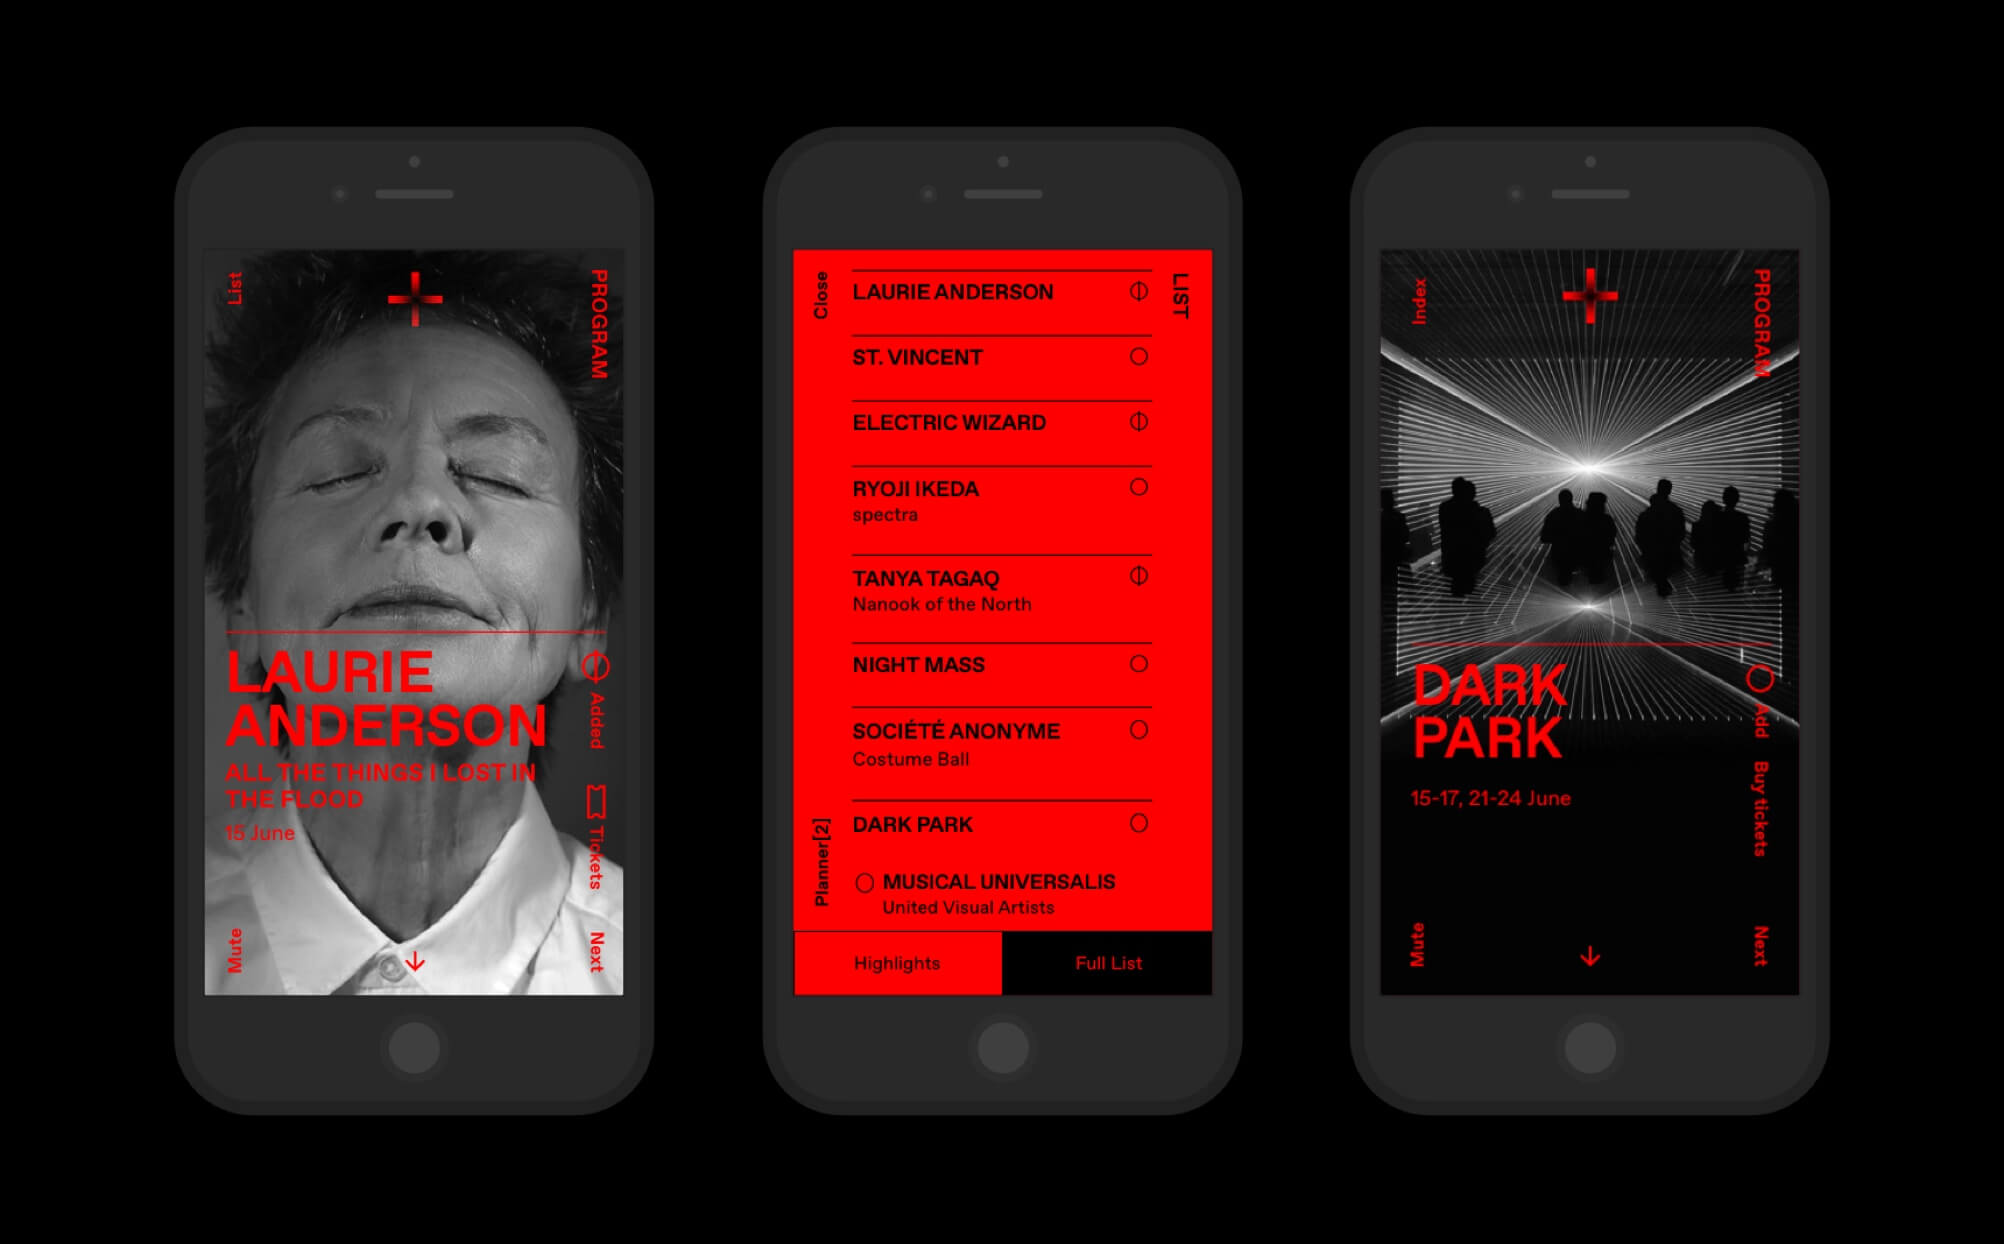 List
PROGRAM
LAURIE
ANDERSON
ALL THE THINGS I LOST IN
THE FLOOD
15 June
Added
Tickets
Mute
Next
Close
LIST
LAURIE ANDERSON
ST. VINCENT
ELECTRIC WIZARD
RYOJI IKEDA
spectra
TANYA TAGAQ
Nanook of the North
NIGHT MASS
SOCIÉTÉ ANONYME
Costume Ball
DARK PARK
MUSICAL UNIVERSALIS
United Visual Artists
Planner[2]
Highlights
Full List
Index
PROGRAM
DARK
PARK
15-17, 21-24 June
Add
Buy tickets
Mute
Next